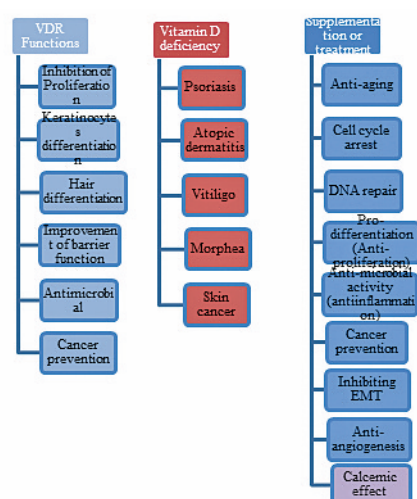 VDR
Functions
Inhibition of
Proliferatio
n
Keratinocyte
s
differentiatio
n
Hair
differentiation
Improvemen
t of barrier
function
Antimicrobi
al
Cancer
prevention
Vitamin D
deficiency
Psoriasis
Atopic
dermatitis
Vitiligo
Morphea
Skin
cancer
Supplementa
tion or
treatment
Anti-aging
Cell cycle
arrest
DNA repair
Pro-
differentiation
(Anti-
proliferation)
Anti-microbial
activity
(antiinflammati
on)
Cancer
prevention
Inhibiting
EMT
Anti-
angiogenesis
Calcemic
effect